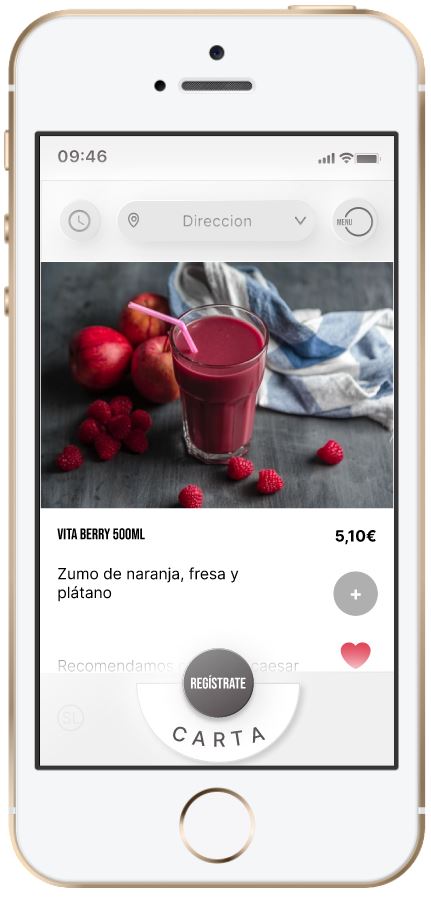 09:46
Direccion
MENU
VITA BERRY 500ML
5,10€
Zumo de naranja, fresa y
plátano
+
Recomendamos caesar
REGÍSTRATE
SL
CARTA